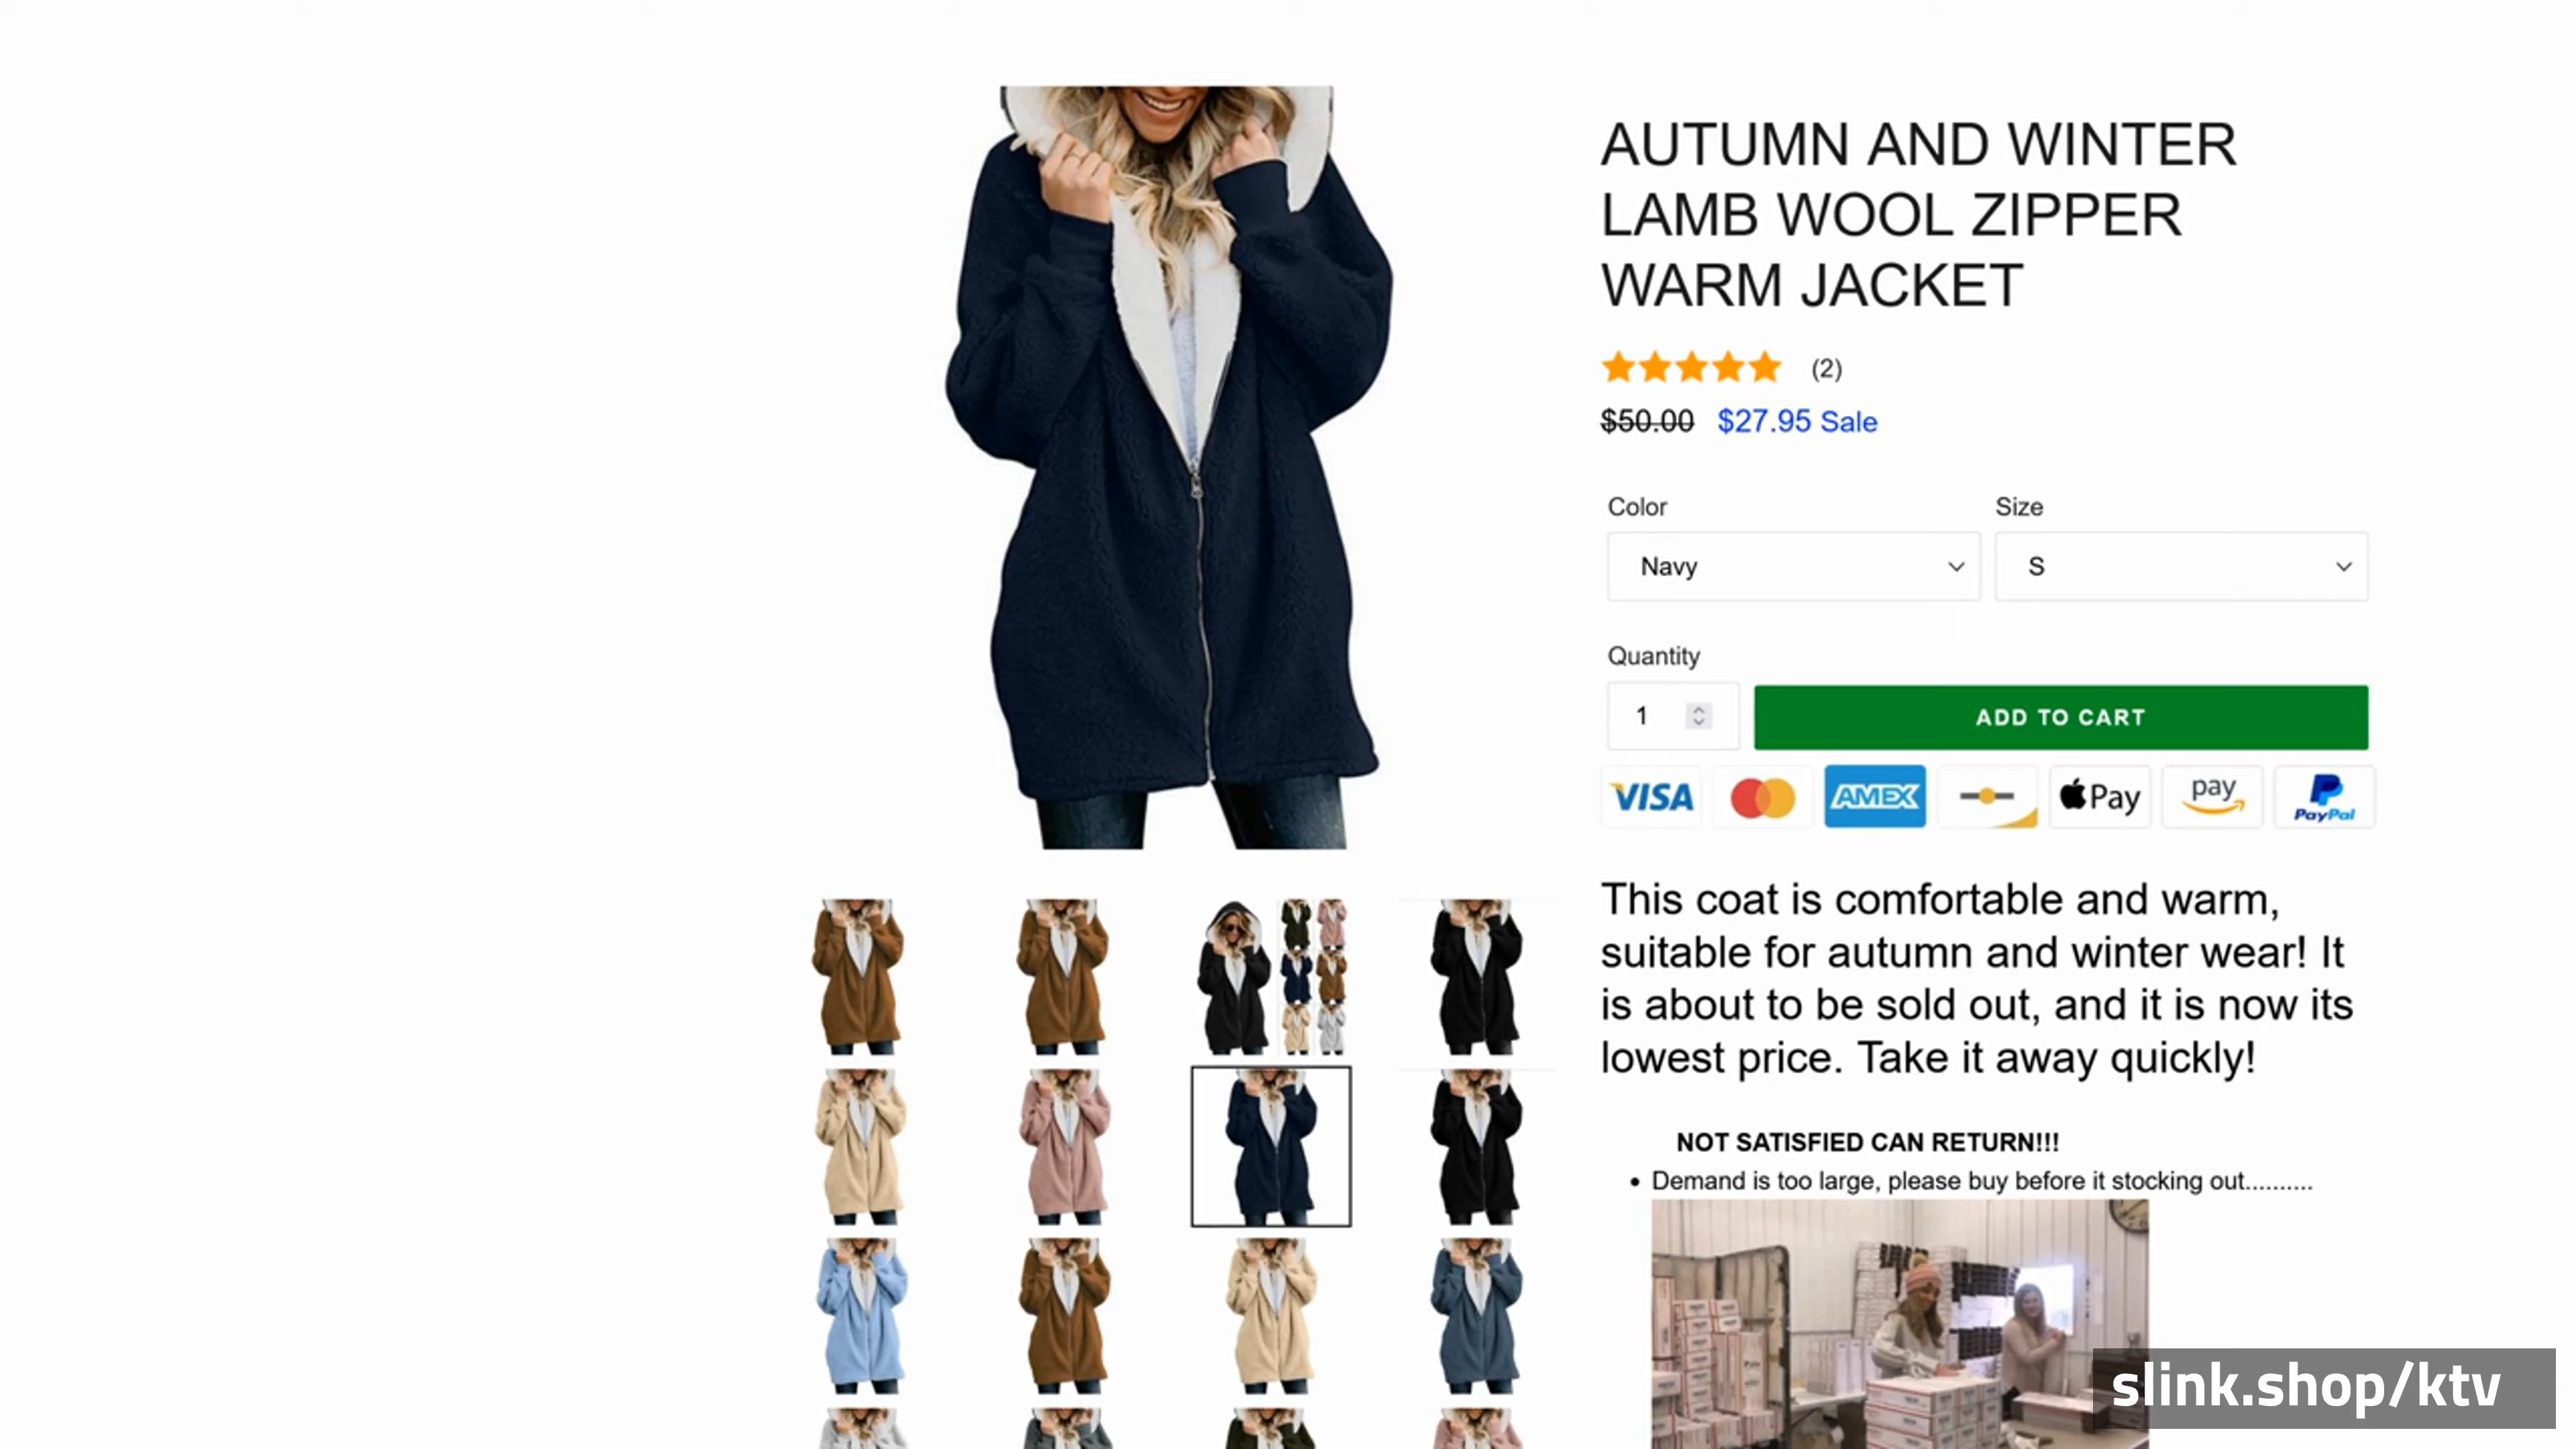 AUTUMN AND WINTER
LAMB WOOL ZIPPER
WARM JACKET
(2)
$50.00 $27.95 Sale
Color
Size
Navy
S
Quantity
1
ADD TO CART
VISA
AMEX
Pay
pay
PayPal
This coat is comfortable and warm,
suitable for autumn and winter wear! It
is about to be sold out, and it is now its
lowest price. Take it away quickly!
NOT SATISFIED CAN RETURN!!!
• Demand is too large, please buy before it stocking out..........
slink.shop/ktv